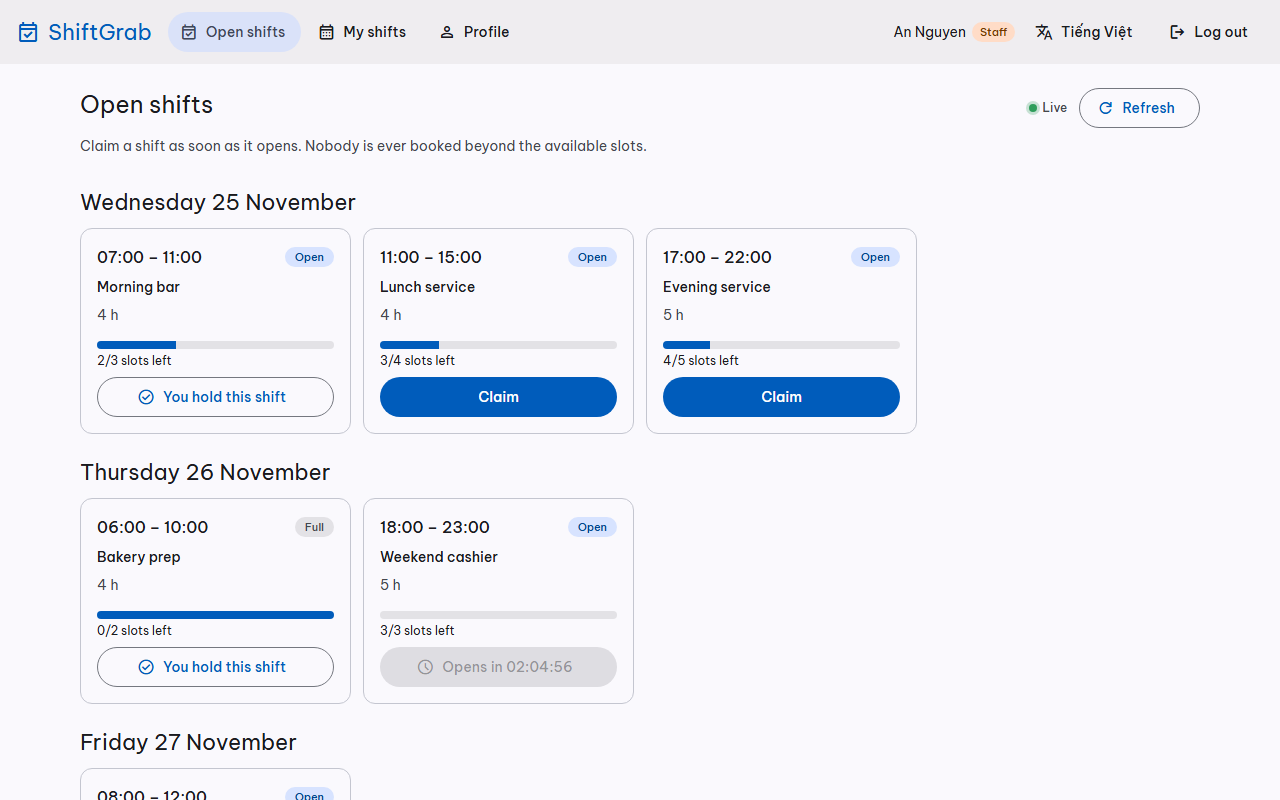 ShiftGrab
Open shifts
My shifts
Profile
An Nguyen
Staff
Tiếng Việt
Log out
Open shifts
Live
Refresh
Claim a shift as soon as it opens. Nobody is ever booked beyond the available slots.
Wednesday 25 November
07:00 – 11:00
Open
Morning bar
4 h
2/3 slots left
You hold this shift
11:00 – 15:00
Open
Lunch service
4 h
3/4 slots left
Claim
17:00 – 22:00
Open
Evening service
5 h
4/5 slots left
Claim
Thursday 26 November
06:00 – 10:00
Full
Bakery prep
4 h
0/2 slots left
You hold this shift
18:00 – 23:00
Open
Weekend cashier
5 h
3/3 slots left
Opens in 02:04:56
Friday 27 November
08:00 – 12:00
Open